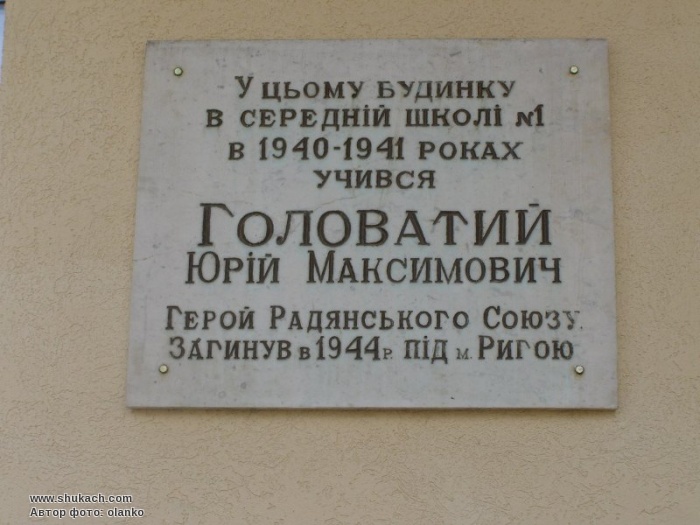 У цьому будинку
в середній школі №1
в 1940-1941 роках
учився
Головатий
Юрій Максимович
Герой Радянського Союзу.
Загинув в 1944 р. під м. Ригою
www.shukach.com
Автор фото: olanko